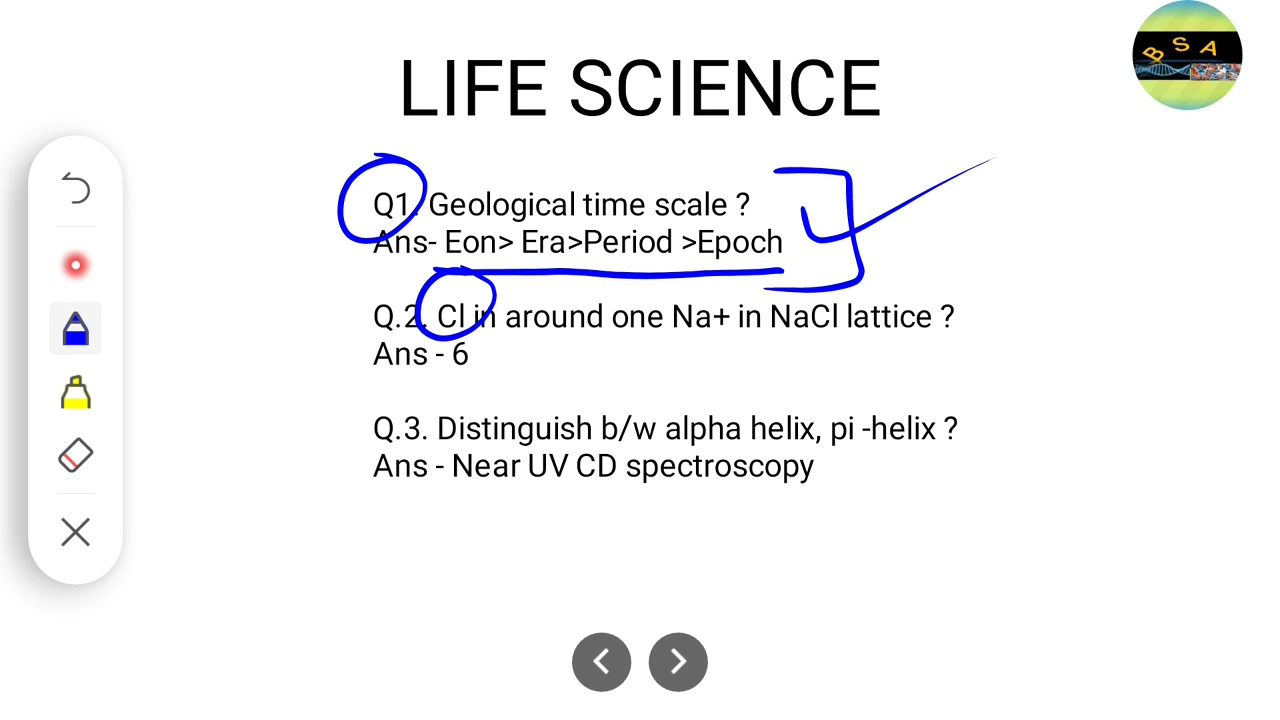 LIFE SCIENCE
BSA
Q1. Geological time scale ?
Ans- Eon> Era>Period >Epoch
Q.2. Cl in around one Na+ in NaCl lattice ?
Ans - 6
Q.3. Distinguish b/w alpha helix, pi -helix ?
Ans - Near UV CD spectroscopy